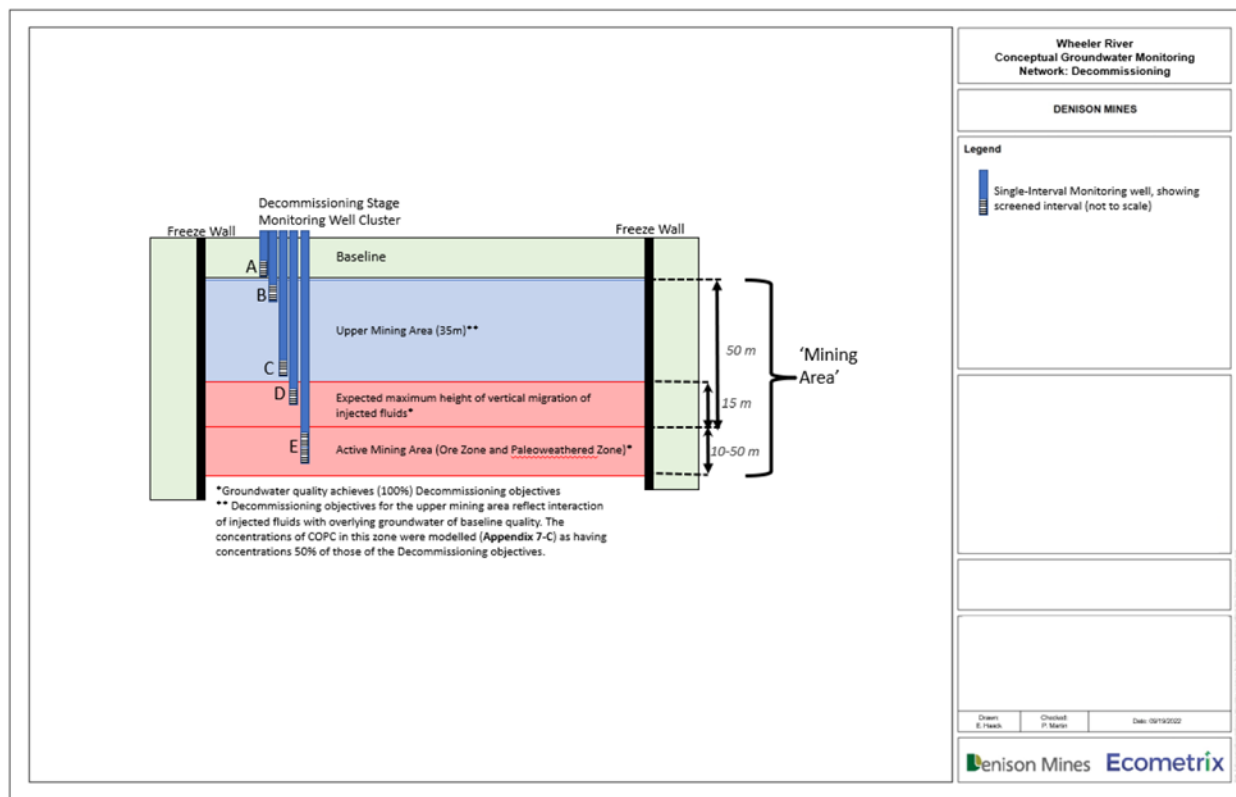 Wheeler River
Conceptual Groundwater Monitoring
Network: Decommissioning
DENISON MINES
Legend
Single-Interval Monitoring well, showing
screened interval (not to scale)
Decommissioning Stage
Monitoring Well Cluster
Freeze Wall
Freeze Wall
A
Baseline
B
Upper Mining Area (35m)**
C
D
Expected maximum height of vertical migration of
injected fluids*
E
Active Mining Area (Ore Zone and Paleoweathered Zone)*
50 m
15 m
10-50 m
'Mining
Area'
*Groundwater quality achieves (100%) Decommissioning objectives
** Decommissioning objectives for the upper mining area reflect interaction
of injected fluids with overlying groundwater of baseline quality. The
concentrations of COPC in this zone were modelled (Appendix 7-C) as having
concentrations 50% of those of the Decommissioning objectives.
Drawn:
E. Haack
Checked:
P. Martin
Date: 09/19/2022
Denison Mines
Ecometrix